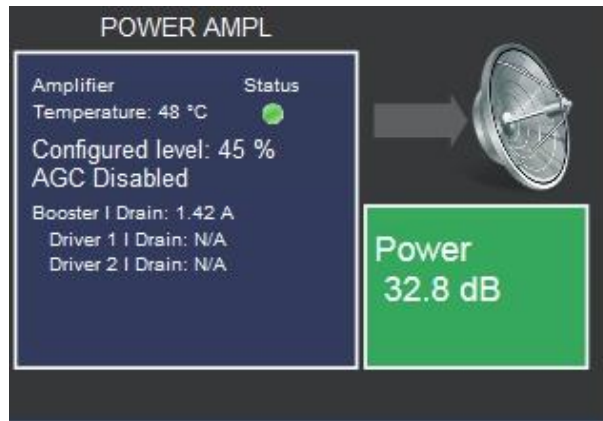 POWER AMPL
Amplifier Status
Temperature: 48 °C
Configured level: 45 %
AGC Disabled
Booster I Drain: 1.42 A
Driver 1 I Drain: N/A
Driver 2 I Drain: N/A
Power
32.8 dB